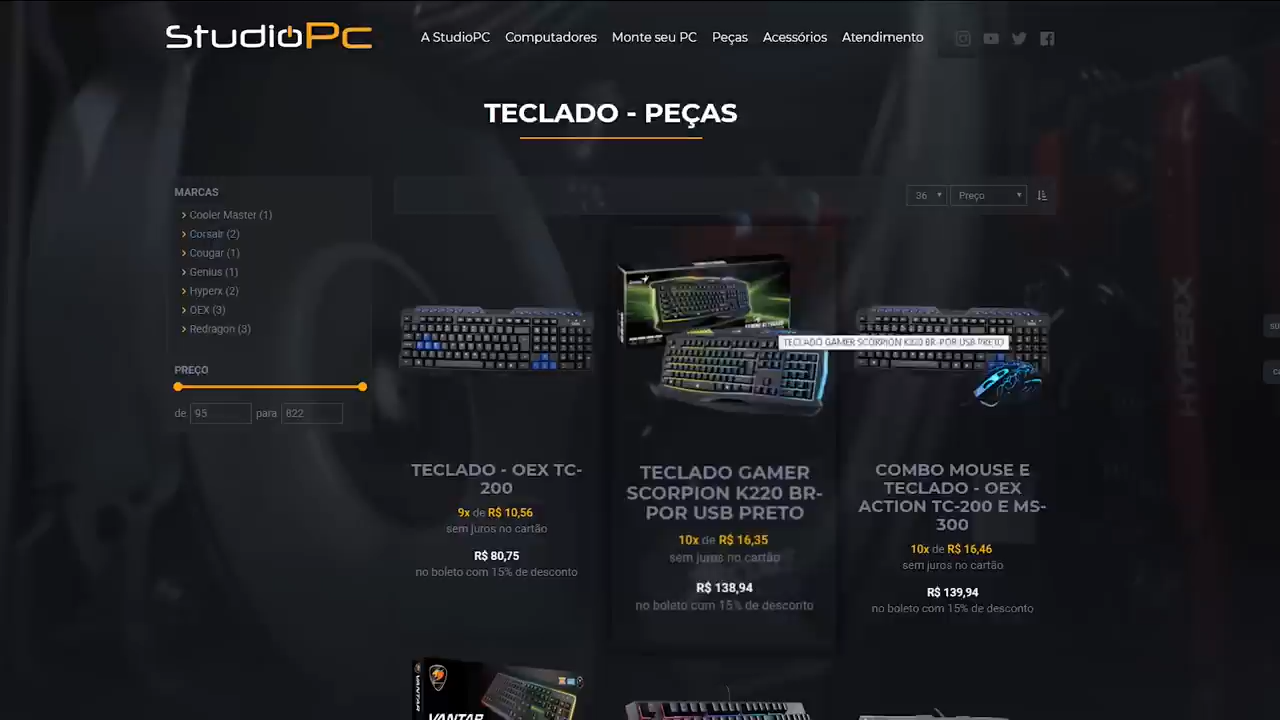 StudioPc
A StudioPC
Computadores
Monte seu PC
Peças
Acessórios
Atendimento
TECLADO - PEÇAS
MARCAS
Cooler Master (1)
Corsair (2)
Cougar (1)
Genius (1)
Hyperx (2)
OEX (3)
Redragon (3)
PREÇO
de 95 para 822
36
Preço
TECLADO GAMER SCORPION K220 BR-POR USB PRETO
TECLADO - OEX TC-
200
9x de R$ 10,56
sem juros no cartão
R$ 80,75
no boleto com 15% de desconto
TECLADO GAMER
SCORPION K220 BR-
POR USB PRETO
10x de R$ 16,35
sem juros no cartão
R$ 138,94
no boleto com 15% de desconto
COMBO MOUSE E
TECLADO - OEX
ACTION TC-200 E MS-
300
10x de R$ 16,46
sem juros no cartão
R$ 139,94
no boleto com 15% de desconto
VANTAR
VANTAR
HYPERX